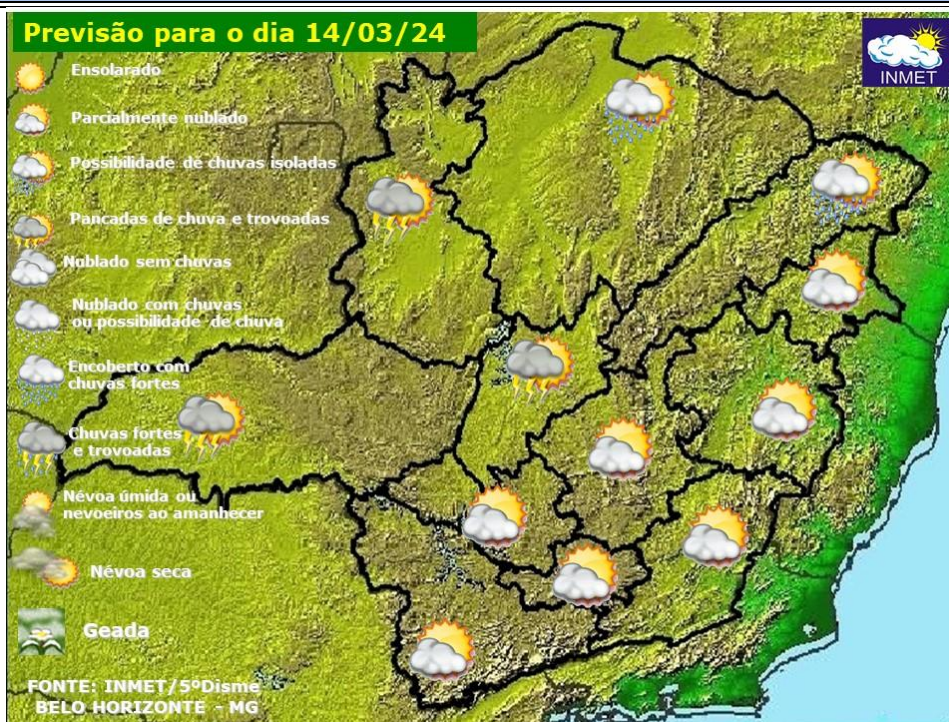 Previsão para o dia 14/03/24
INMET
Ensolarado
Parcialmente nublado
Possibilidade de chuvas isoladas
Pancadas de chuva e trovoadas
Nublado sem chuvas
Nublado com chuvas
ou possibilidade de chuva
Encoberto com
chuvas fortes
Chuvas fortes
e trovoadas
Névoa úmida ou
nevoeiros ao amanhecer
Névoa seca
Geada
FONTE: INMET/5ºDisme
BELO HORIZONTE - MG